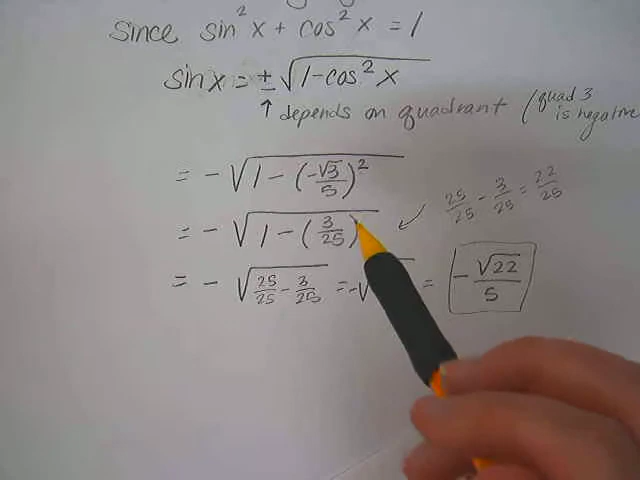 Since sin²x + cos²x = 1
sin x = ± √(1 - cos²x)
↑ depends on quadrant (quad 3
is negative
= - √(1 - (-√3/5)²)
= - √(1 - (3/25)) ↙ 25/25 - 3/25 = 22/25
= - √(25/25 - 3/25) = -√ = - √22/5